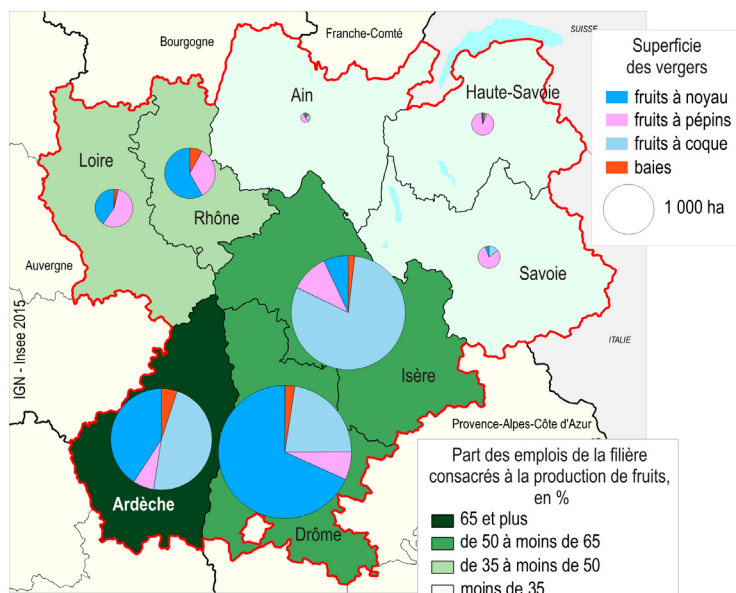 Bourgogne
Franche-Comté
SUISSE
Ain
Haute-Savoie
Loire
Rhône
Auvergne
Savoie
Isère
ITALIE
IGN - Insee 2015
Provence-Alpes-Côte d'Azur
Ardèche
Drôme
Superficie
des vergers
fruits à noyau
fruits à pépins
fruits à coque
baies
1 000 ha
Part des emplois de la filière
consacrés à la production de fruits,
en %
65 et plus
de 50 à moins de 65
de 35 à moins de 50
moins de 35